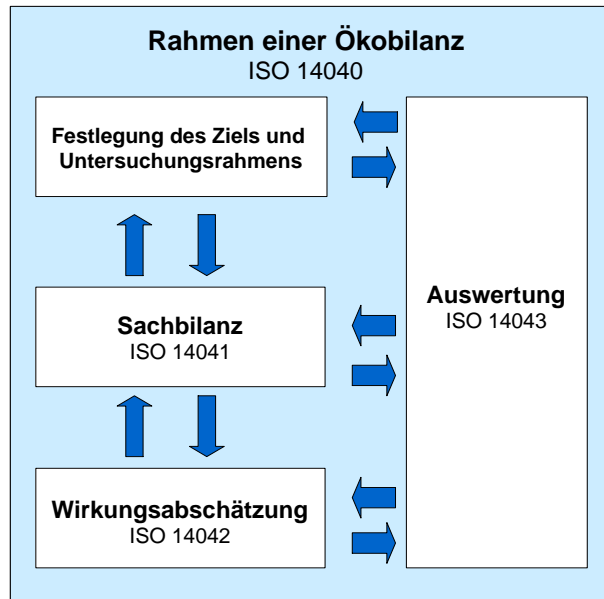 Rahmen einer Ökobilanz
ISO 14040
Festlegung des Ziels und
Untersuchungsrahmens
Sachbilanz
ISO 14041
Wirkungsabschätzung
ISO 14042
Auswertung
ISO 14043